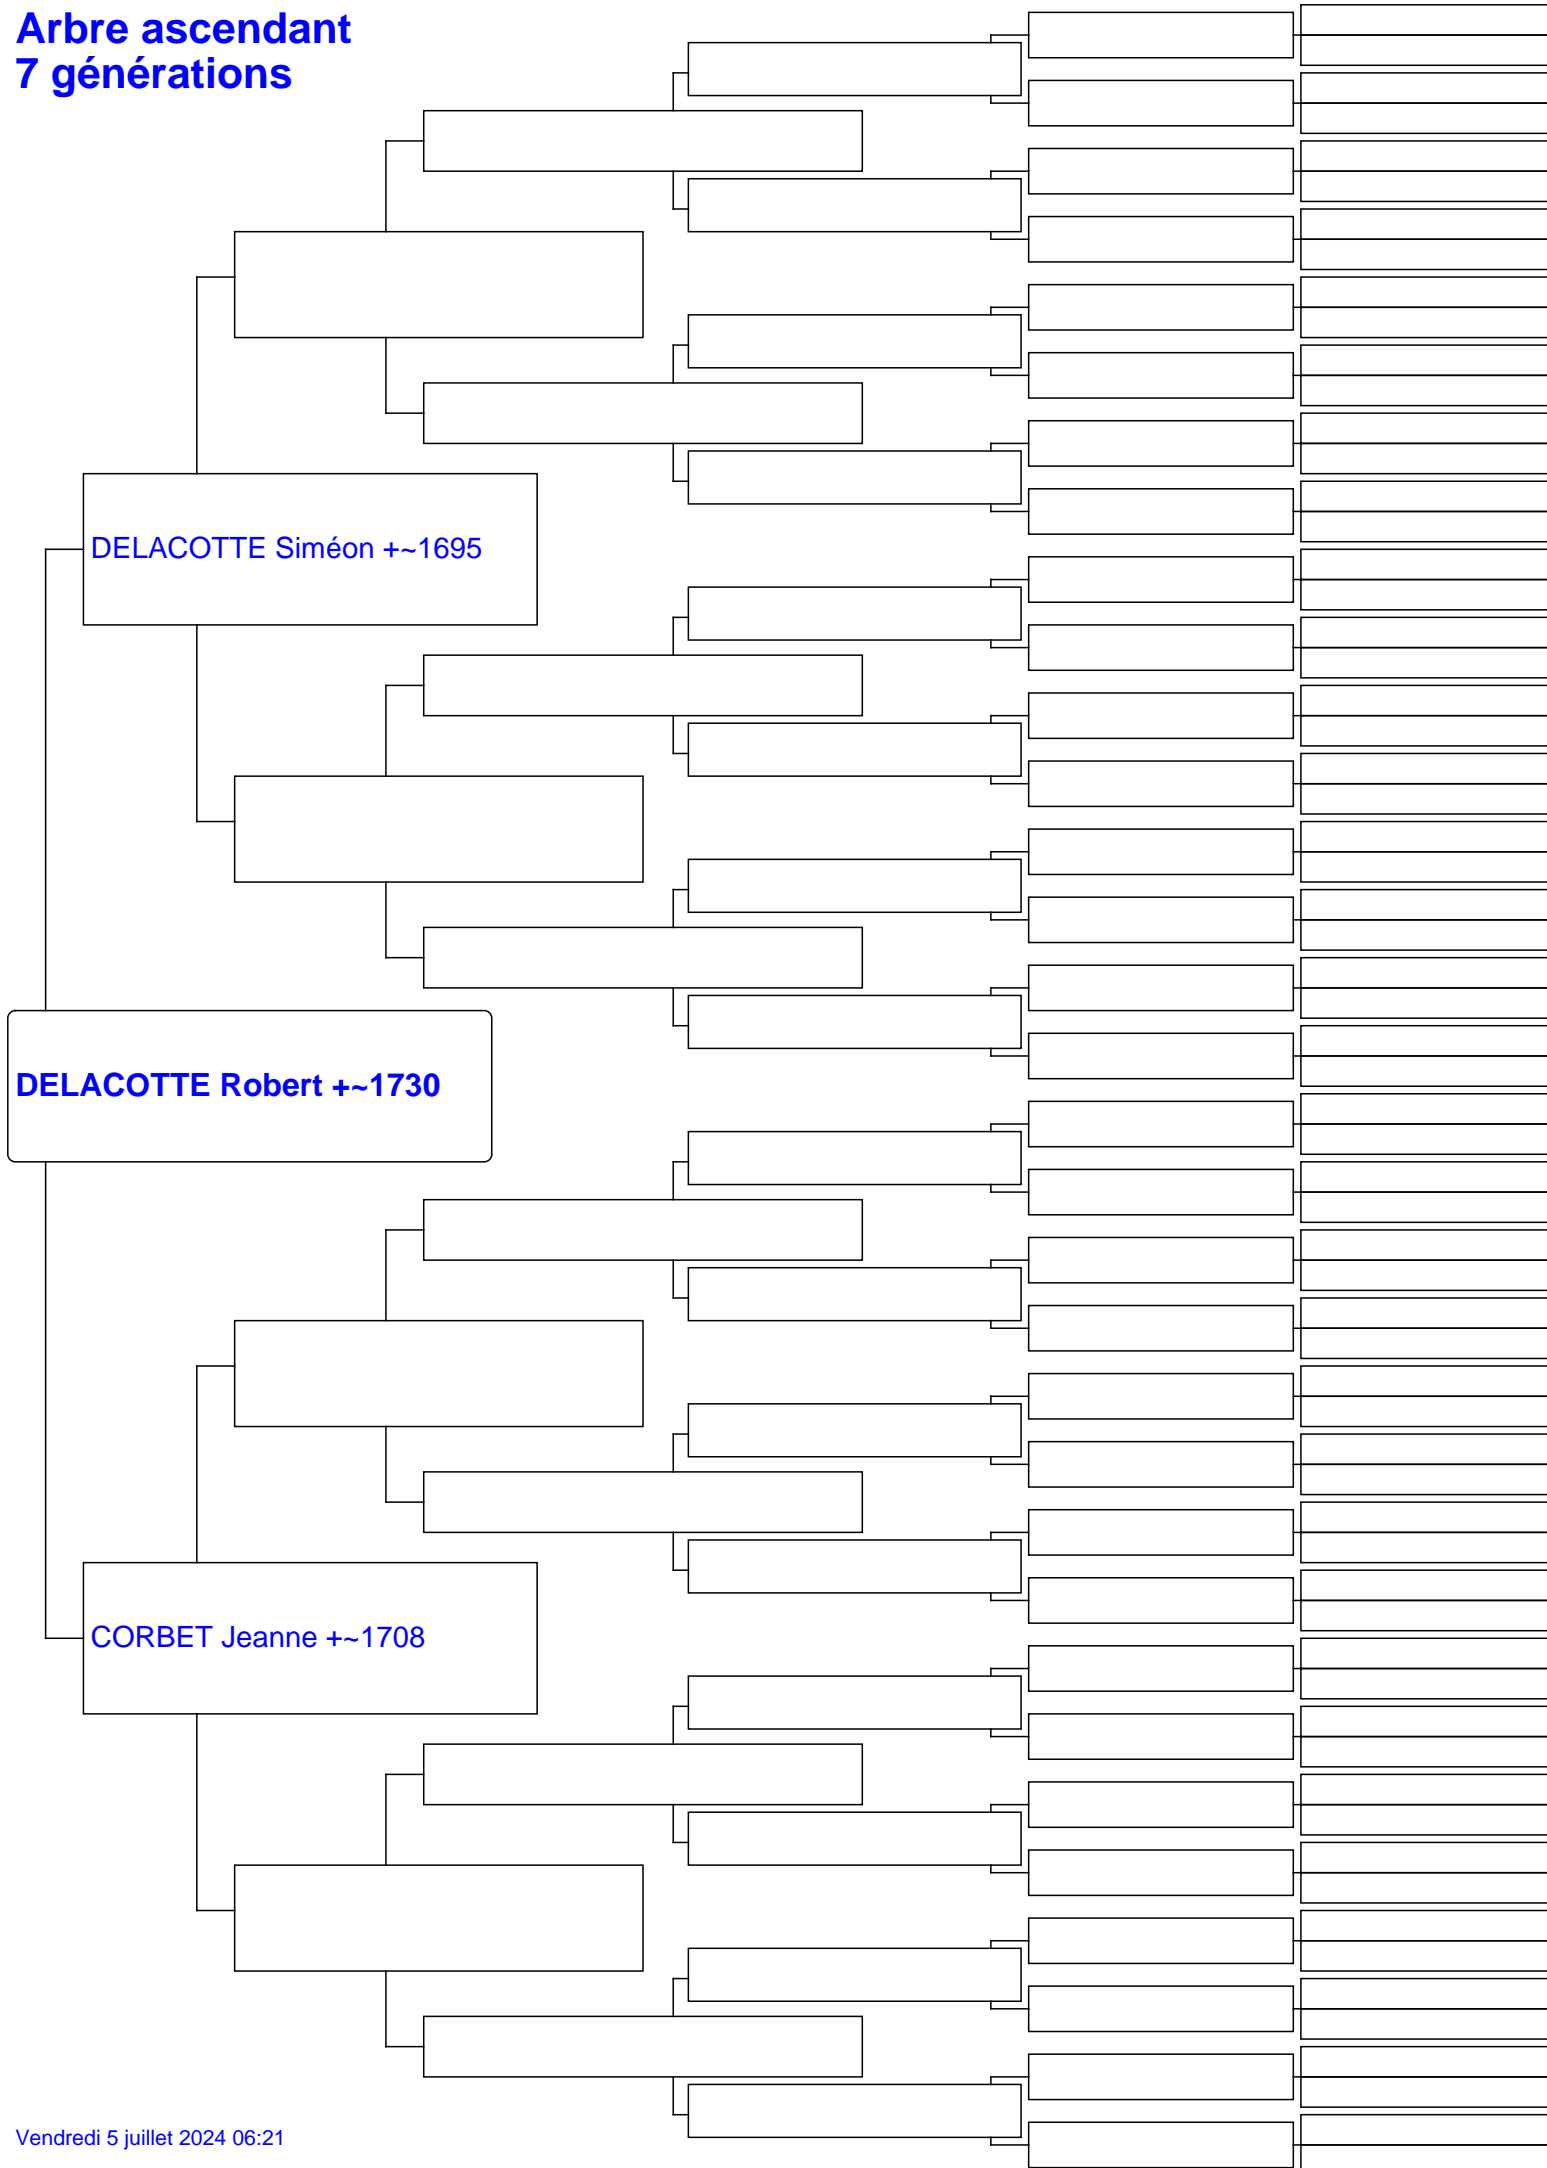 Arbre ascendant
7 générations
DELACOTTE Siméon +~1695
DELACOTTE Robert +~1730
CORBET Jeanne +~1708
Vendredi 5 juillet 2024 06:21